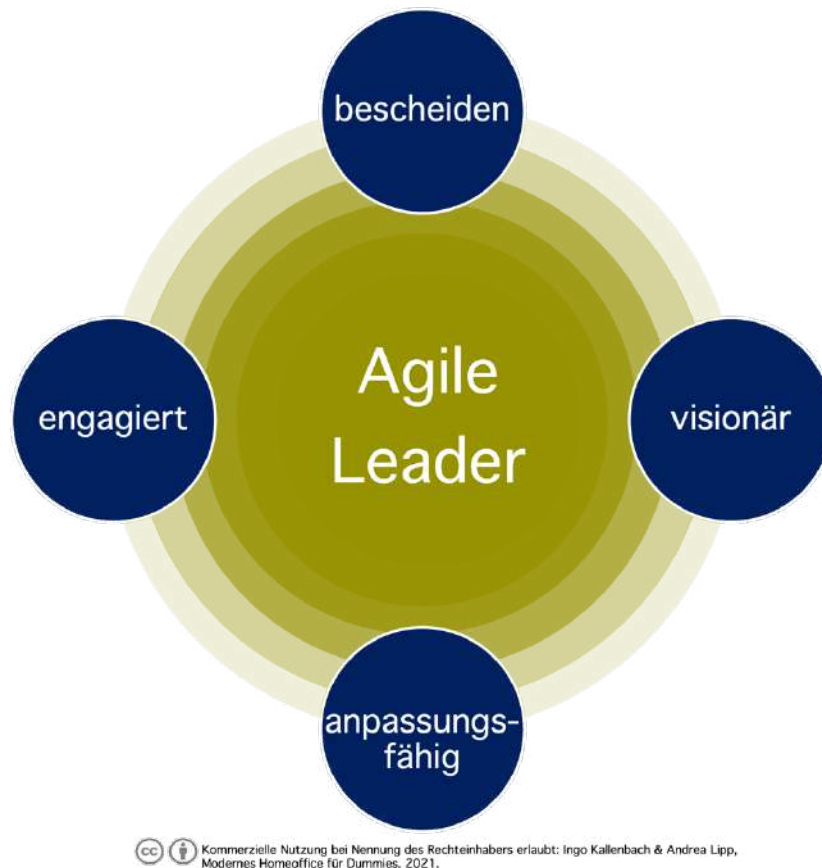 bescheiden
engagiert
Agile
Leader
visionär
anpassungs-
fähig
cc Kommerzielle Nutzung bei Nennung des Rechteinhabers erlaubt: Ingo Kallenbach & Andrea Lipp,
Modernes Homeoffice für Dummies, 2021.